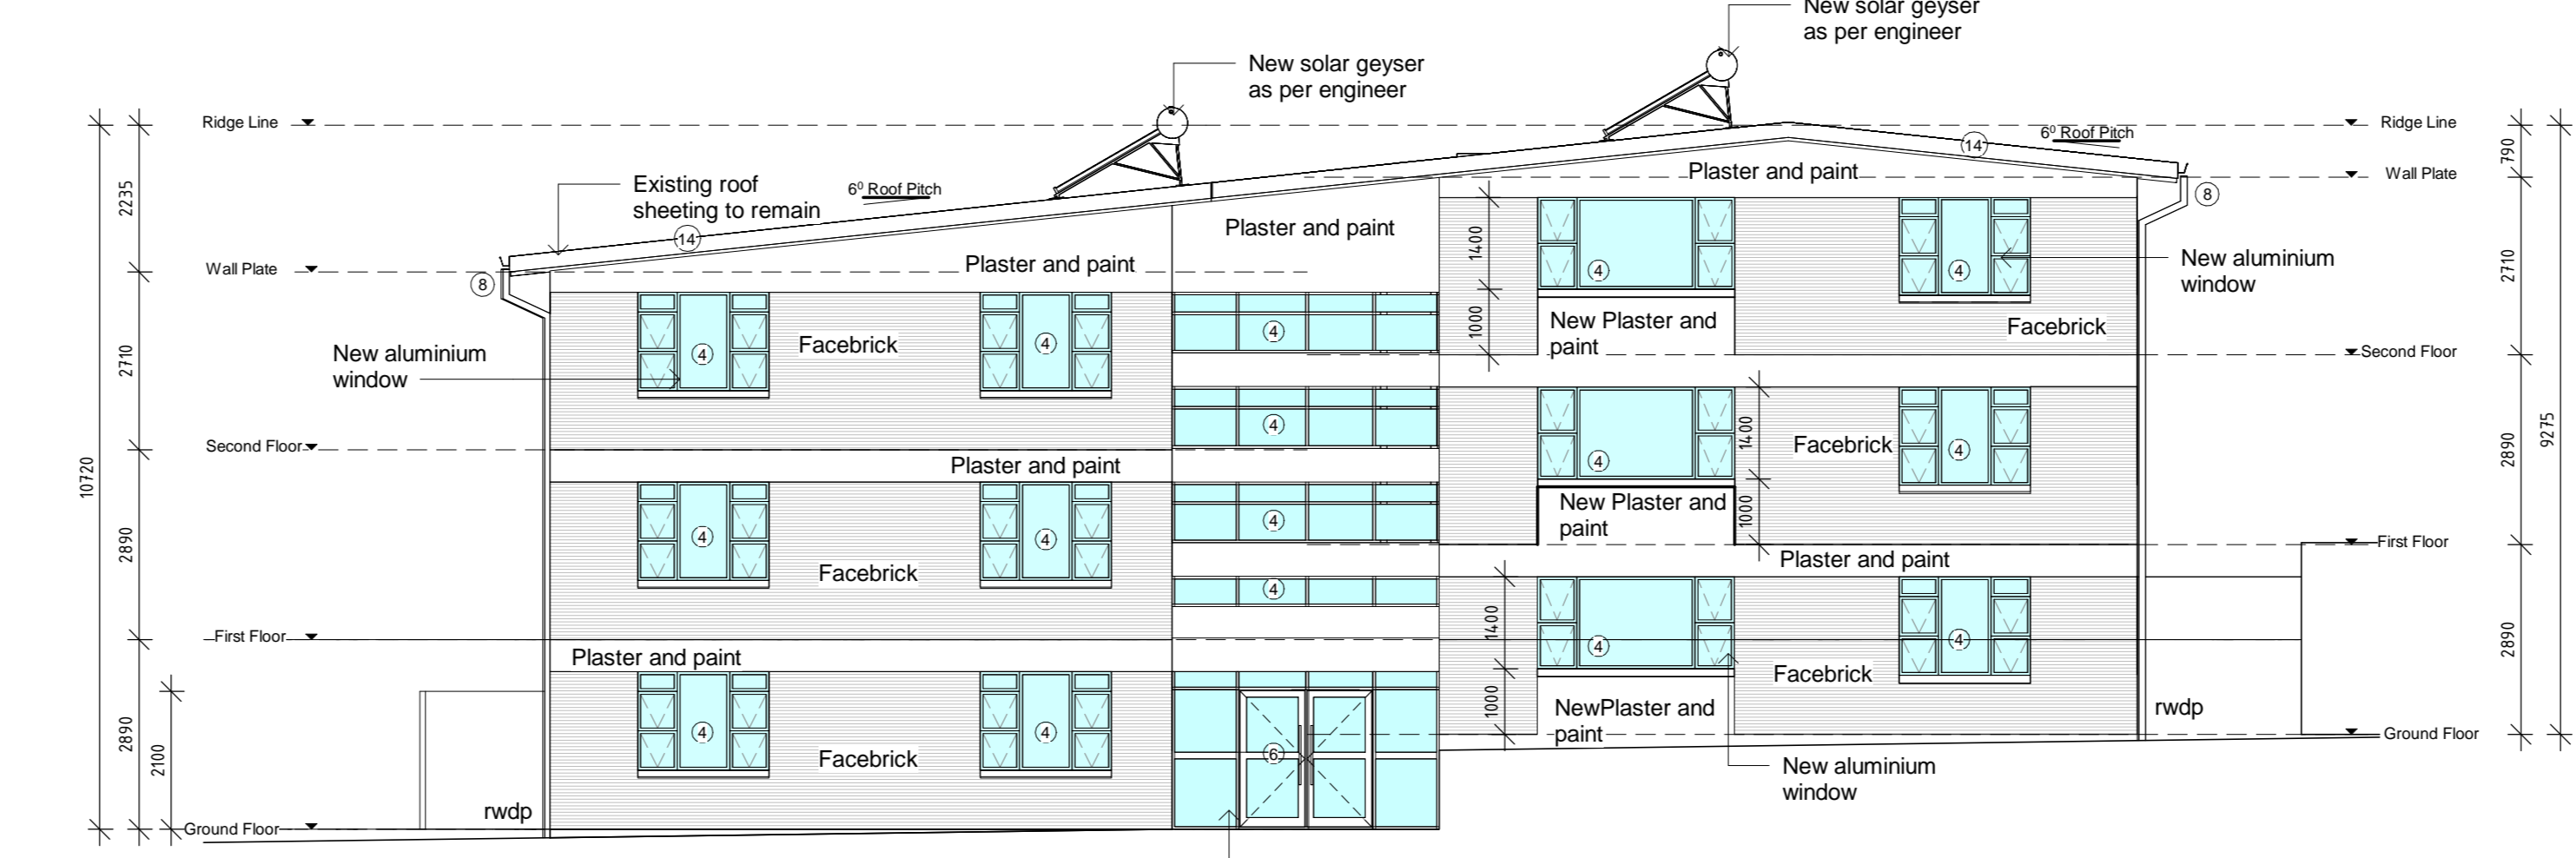 New solar geyser
as per engineer
New solar geyser
as per engineer
Ridge Line
Ridge Line
6⁰ Roof Pitch
14
790
Plaster and paint
Wall Plate
Existing roof
sheeting to remain
6⁰ Roof Pitch
8
2235
14
Plaster and paint
1400
4
4
New aluminium
window
2710
Wall Plate
Plaster and paint
8
New aluminium
window
4
Facebrick
4
4
1000
New Plaster and
paint
Facebrick
Second Floor
2710
Second Floor
10720
Plaster and paint
4
4
1400
Facebrick
4
2890
9275
4
4
4
New Plaster and
paint
1000
First Floor
2890
Facebrick
4
Plaster and paint
First Floor
Plaster and paint
1400
4
4
2890
Facebrick
4
4
6
1000
NewPlaster and
paint
rwdp
Ground Floor
2890
2100
Facebrick
New aluminium
window
rwdp
Ground Floor